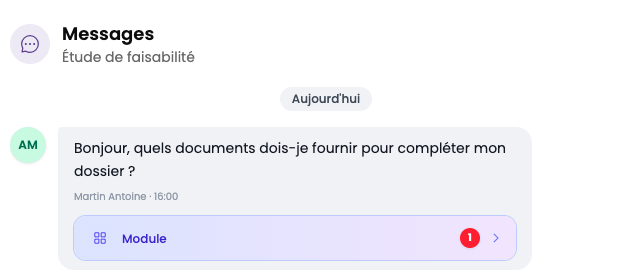 Messages
Étude de faisabilité
Aujourd'hui
AM
Bonjour, quels documents dois-je fournir pour compléter mon
dossier ?
Martin Antoine · 16:00
Module
1